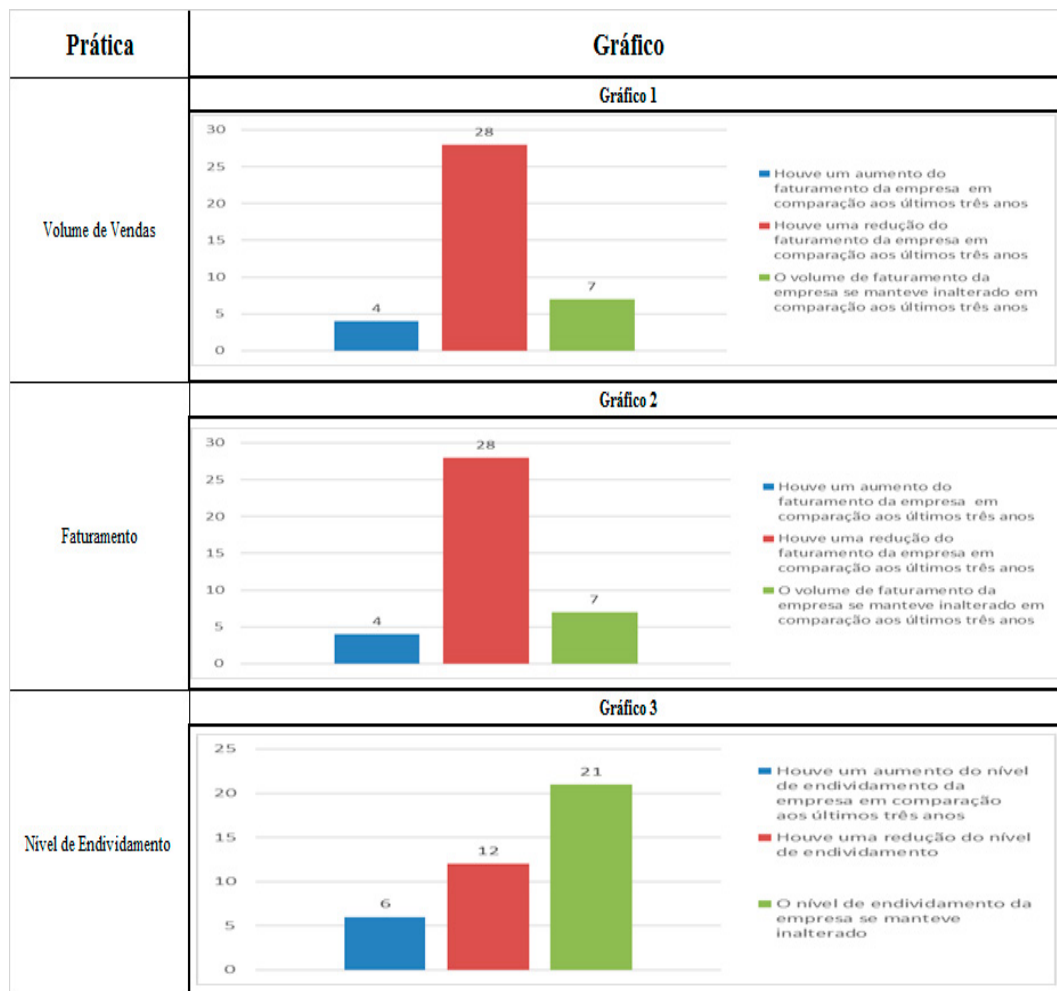 Prática
Gráfico
Gráfico 1
Volume de Vendas
30
25
20
15
10
5
0
4
28
7
Houve um aumento do
faturamento da empresa em
comparação aos últimos três anos
Houve uma redução do
faturamento da empresa em
comparação aos últimos três anos
O volume de faturamento da
empresa se manteve inalterado em
comparação aos últimos três anos
Gráfico 2
Faturamento
30
25
20
15
10
5
0
4
28
7
Houve um aumento do
faturamento da empresa em
comparação aos últimos três anos
Houve uma redução do
faturamento da empresa em
comparação aos últimos três anos
O volume de faturamento da
empresa se manteve inalterado em
comparação aos últimos três anos
Gráfico 3
Nível de Endividamento
25
20
15
10
5
0
6
12
21
Houve um aumento do nível
de endividamento da
empresa em comparação
aos últimos três anos
Houve uma redução do nível
de endividamento
O nível de endividamento da
empresa se manteve
inalterado